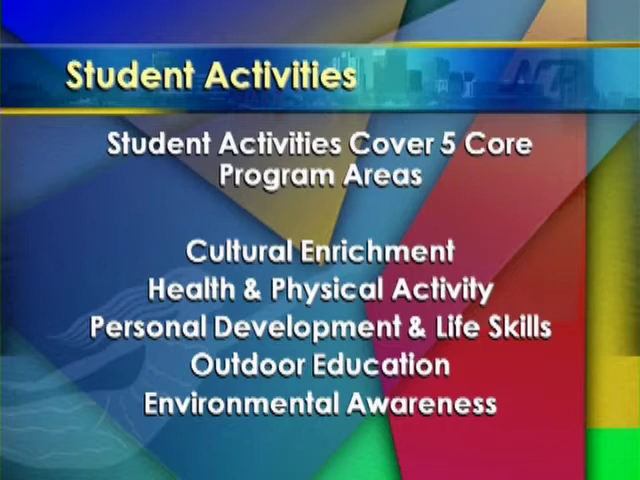 Student Activities
Student Activities Cover 5 Core
Program Areas
Cultural Enrichment
Health & Physical Activity
Personal Development & Life Skills
Outdoor Education
Environmental Awareness